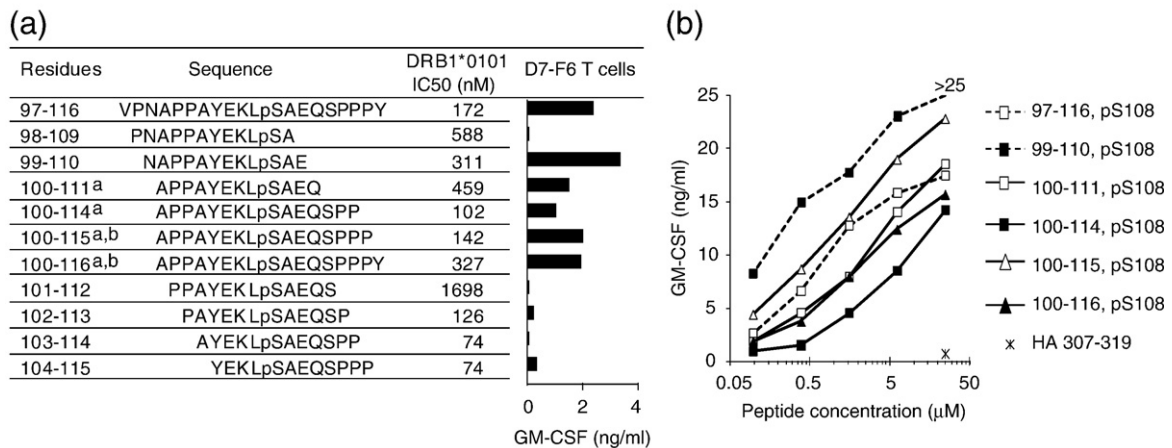 (a)
Residues Sequence DRB1*0101 IC50 (nM) D7-F6 T cells
97-116 VPNAPPAYEKLpSAEQSPPPY 172
98-109 PNAPPAYEKLpSA 588
99-110 NAPPAYEKLpSAE 311
100-111a APPAYEKLpSAEQ 459
100-114a APPAYEKLpSAEQSPP 102
100-115a,b APPAYEKLpSAEQSPPP 142
100-116a,b APPAYEKLpSAEQSPPPY 327
101-112 PPAYEKLpSAEQS 1698
102-113 PAYEKLpSAEQSP 126
103-114 AYEKLpSAEQSPP 74
104-115 YEKLpSAEQSPPP 74
0 2 4
GM-CSF (ng/ml)
(b)
>25
25
20
15
10
5
0
GM-CSF (ng/ml)
0.05 0.5 5 50
Peptide concentration (μM)
97-116, pS108
99-110, pS108
100-111, pS108
100-114, pS108
100-115, pS108
100-116, pS108
HA 307-319